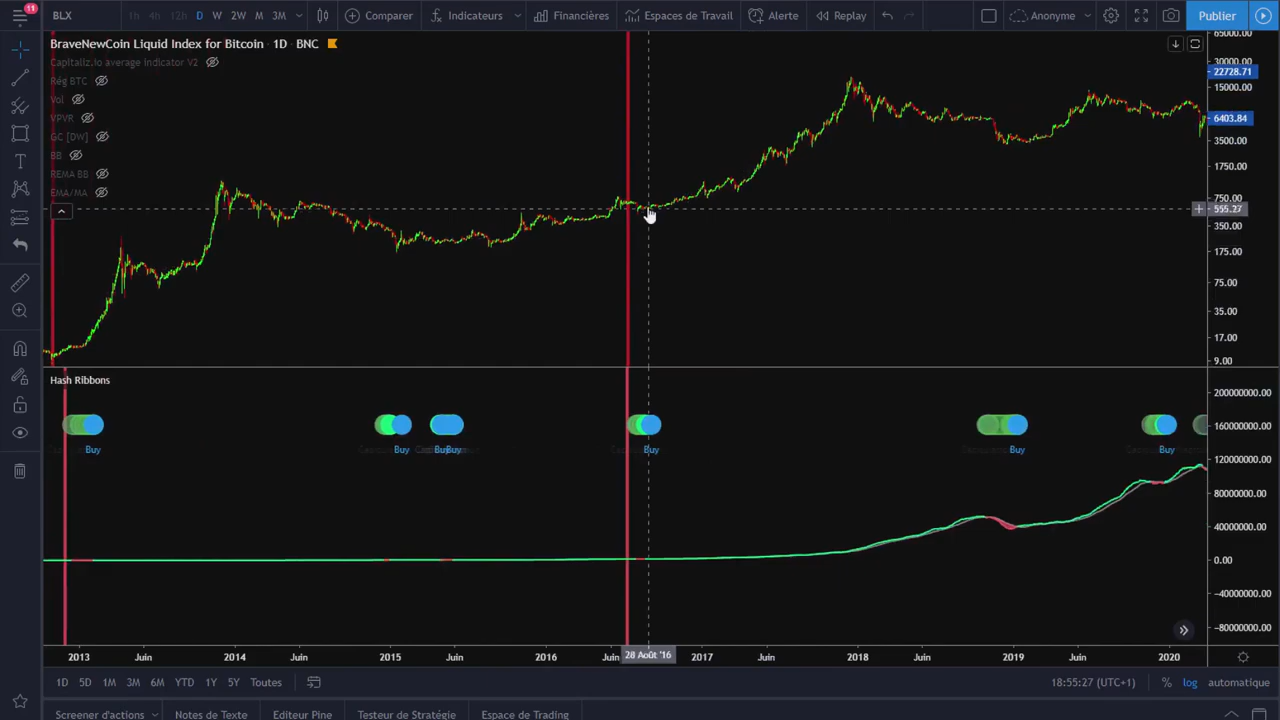 11
BLX
1h 4h 12h D W 2W M 3M Comparer Indicateurs Financières Espaces de Travail Alerte Replay Anonyme Publier
BraveNewCoin Liquid Index for Bitcoin · 1D · BNC
Capitaliz.io average indicator V2
Rég BTC
Vol
VPVR
GC [DW]
BB
REMA BB
EMA/MA
65000.00
30000.00
22728.71
15000.00
6403.84
3500.00
1750.00
750.00
555.27
350.00
175.00
75.00
35.00
17.00
9.00
Hash Ribbons
Buy Buy Buy Buy Buy Buy
200000000.00
160000000.00
120000000.00
80000000.00
40000000.00
0.00
-40000000.00
-80000000.00
2013 Juin 2014 Juin 2015 Juin 2016 Juin 28 Août '16 2017 Juin 2018 Juin 2019 Juin 2020
1D 5D 1M 3M 6M YTD 1Y 5Y Toutes 18:55:27 (UTC+1) % log automatique
Screener d'actions Notes de Texte Editeur Pine Testeur de Stratégie Espace de Trading